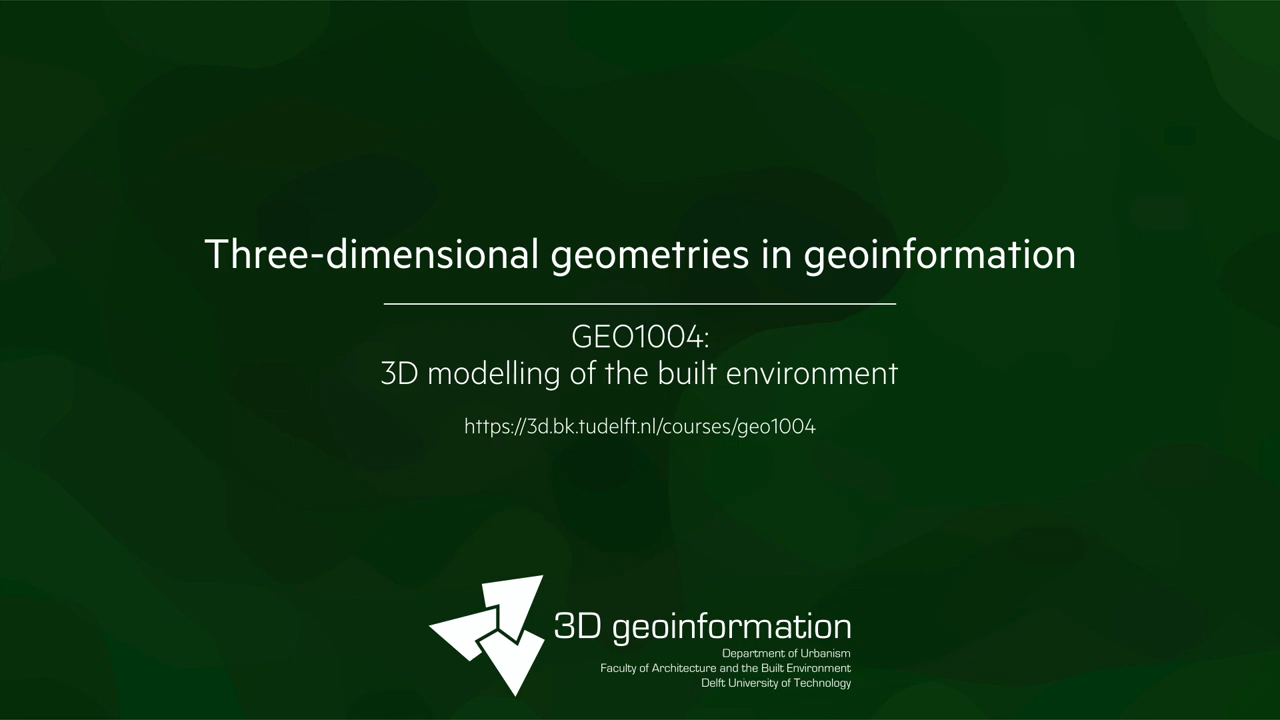 Three-dimensional geometries in geoinformation
GEO1004:
3D modelling of the built environment
https://3d.bk.tudelft.nl/courses/geo1004
3D geoinformation
Department of Urbanism
Faculty of Architecture and the Built Environment
Delft University of Technology